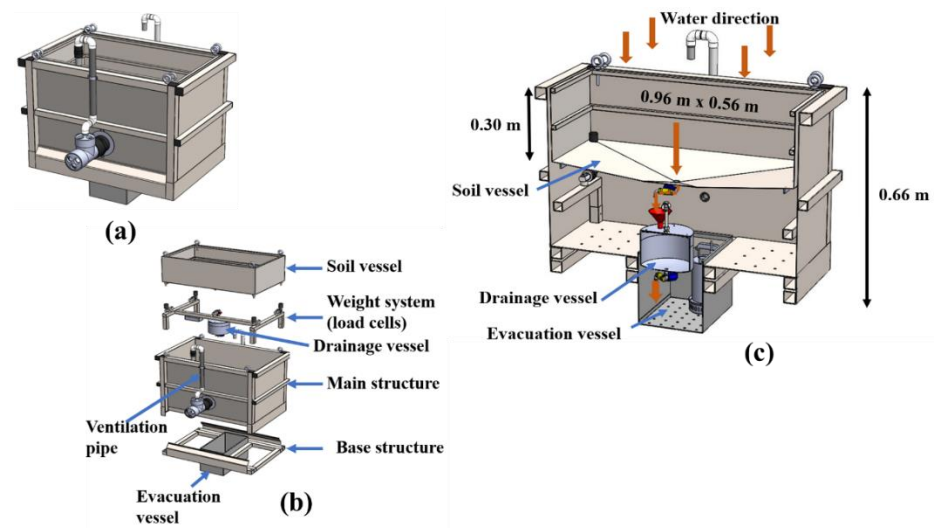 (a)
Soil vessel
Weight system
(load cells)
Drainage vessel
Main structure
Ventilation
pipe
Base structure
Evacuation
vessel
(b)
Water direction
0.96 m x 0.56 m
0.30 m
Soil vessel
0.66 m
Drainage vessel
Evacuation vessel
(c)